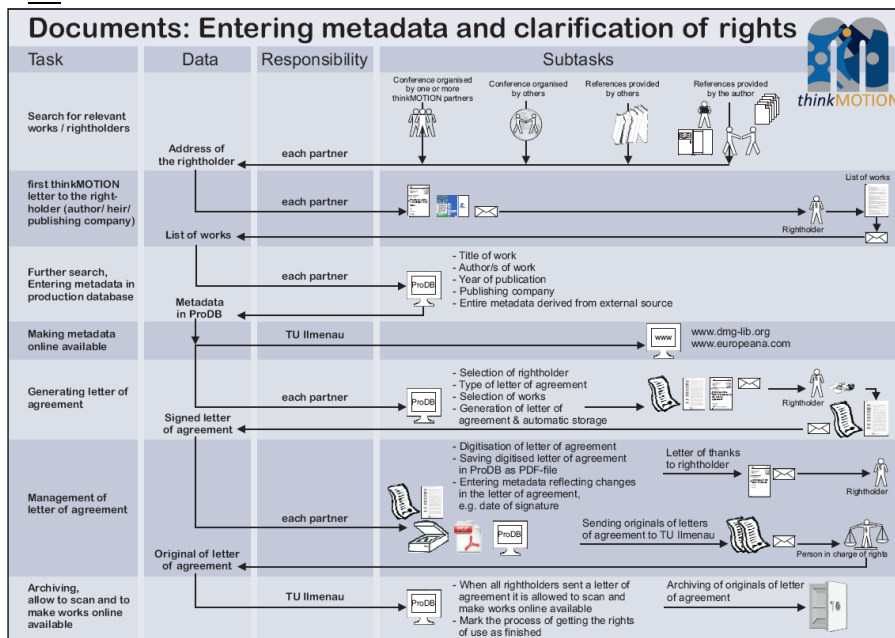 Documents: Entering metadata and clarification of rights
thinkMOTION
Task
Data
Responsibility
Subtasks
Search for relevant
works / rightholders
Conference organised
by one or more
thinkMOTION partners
Conference organised
by others
References provided
by others
References provided
by the author
Address of
the rightholder
each partner
first thinkMOTION
letter to the right-
holder (author/ heir/
publishing company)
each partner
Rightholder
List of works
List of works
Further search,
Entering metadata in
production database
each partner
ProDB
- Title of work
- Author/s of work
- Year of publication
- Publishing company
- Entire metadata derived from external source
Metadata
in ProDB
Making metadata
online available
TU Ilmenau
www
www.dmg-lib.org
www.europeana.com
Generating letter of
agreement
each partner
ProDB
- Selection of rightholder
- Type of letter of agreement
- Selection of works
- Generation of letter of
agreement & automatic storage
Rightholder
Signed letter
of agreement
Management of
letter of agreement
each partner
- Digitisation of letter of agreement
- Saving digitised letter of agreement
in ProDB as PDF-file
- Entering metadata reflecting changes
in the letter of agreement,
e.g. date of signature
Letter of thanks
to rightholder
Rightholder
PDF
ProDB
Sending originals of letters
of agreement to TU Ilmenau
Person in charge of rights
Original of letter
of agreement
Archiving,
allow to scan and to
make works online
available
TU Ilmenau
ProDB
- When all rightholders sent a letter of
agreement it is allowed to scan and
make works online available
- Mark the process of getting the rights
of use as finished
Archiving of originals of letter
of agreement